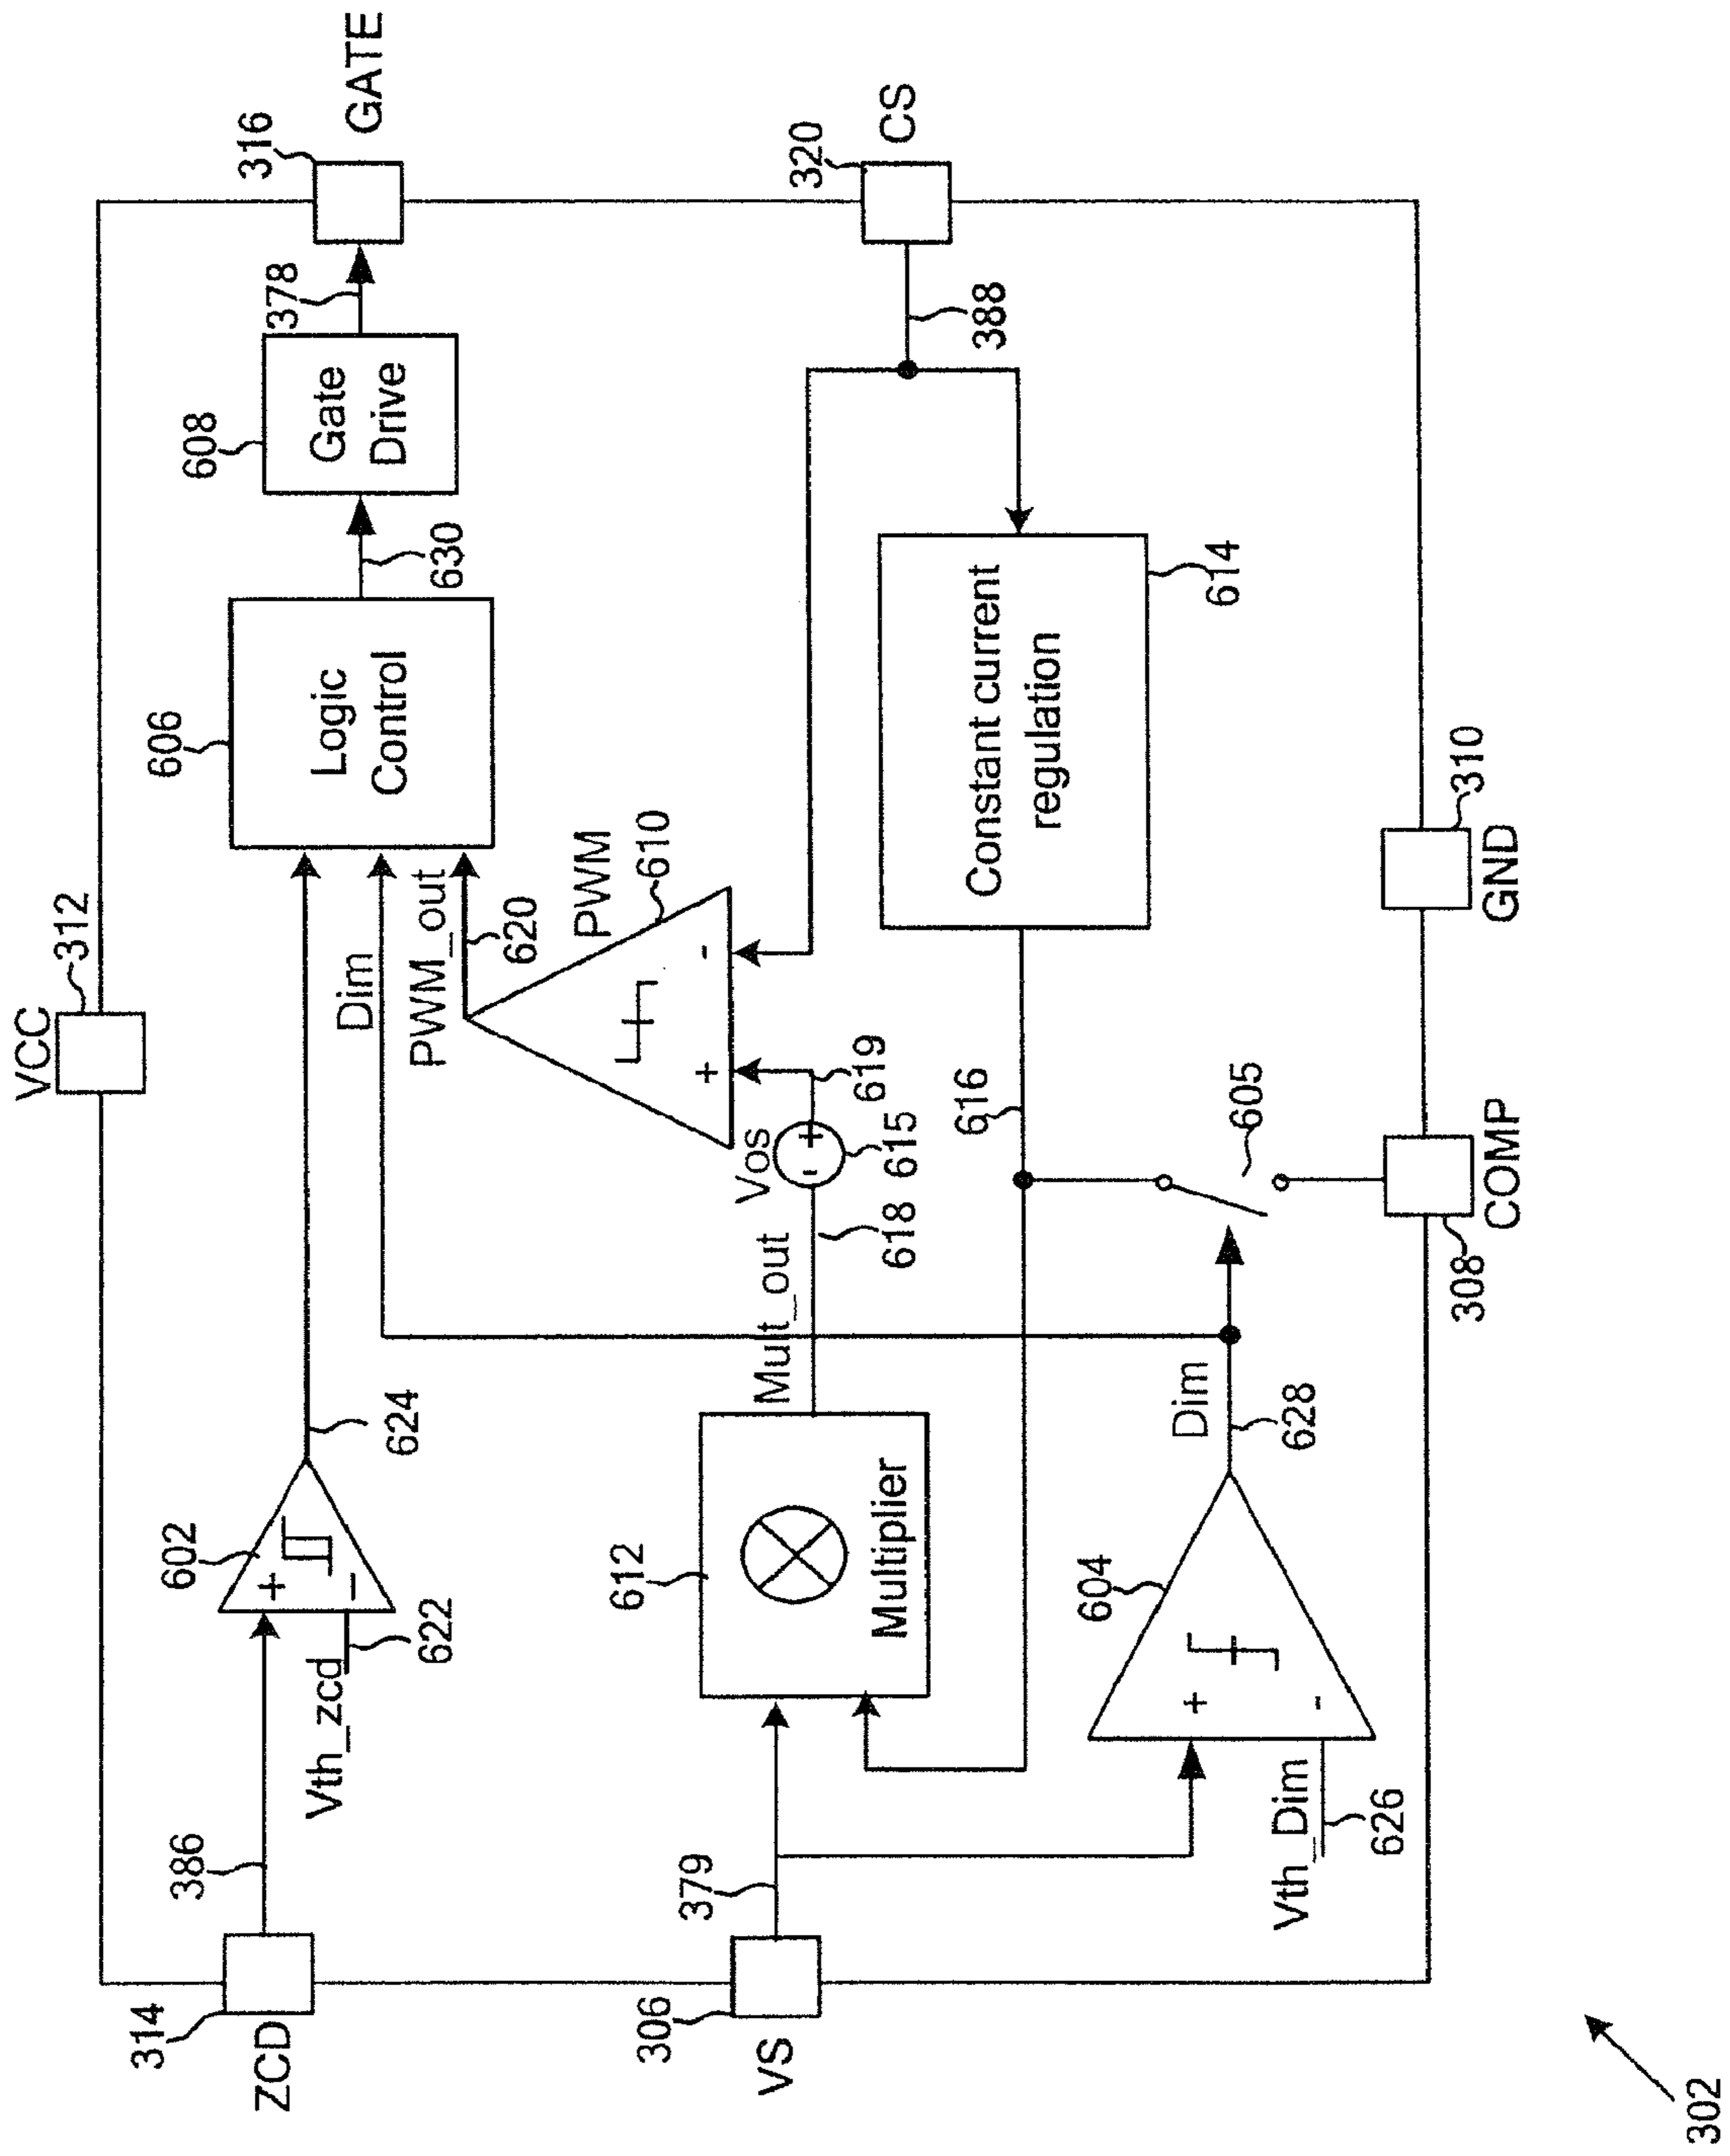 VCC
312
314
ZCD
386
Vth_zcd
622
602
+
-
624
Dim
PWM_out
620
606
Logic
Control
630
608
Gate
Drive
378
316
GATE
PWM
610
+
-
306
VS
379
612
Multiplier
Mult_out
618
Vos
-
+
615
619
320
CS
388
Constant current
regulation
614
616
604
+
-
Vth_Dim
626
Dim
628
605
308
COMP
310
GND
302